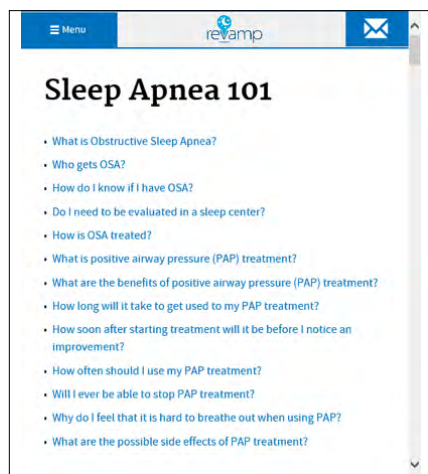 Menu
revamp
Sleep Apnea 101
• What is Obstructive Sleep Apnea?
• Who gets OSA?
• How do I know if I have OSA?
• Do I need to be evaluated in a sleep center?
• How is OSA treated?
• What is positive airway pressure (PAP) treatment?
• What are the benefits of positive airway pressure (PAP) treatment?
• How long will it take to get used to my PAP treatment?
• How soon after starting treatment will it be before I notice an
improvement?
• How often should I use my PAP treatment?
• Will I ever be able to stop PAP treatment?
• Why do I feel that it is hard to breathe out when using PAP?
• What are the possible side effects of PAP treatment?